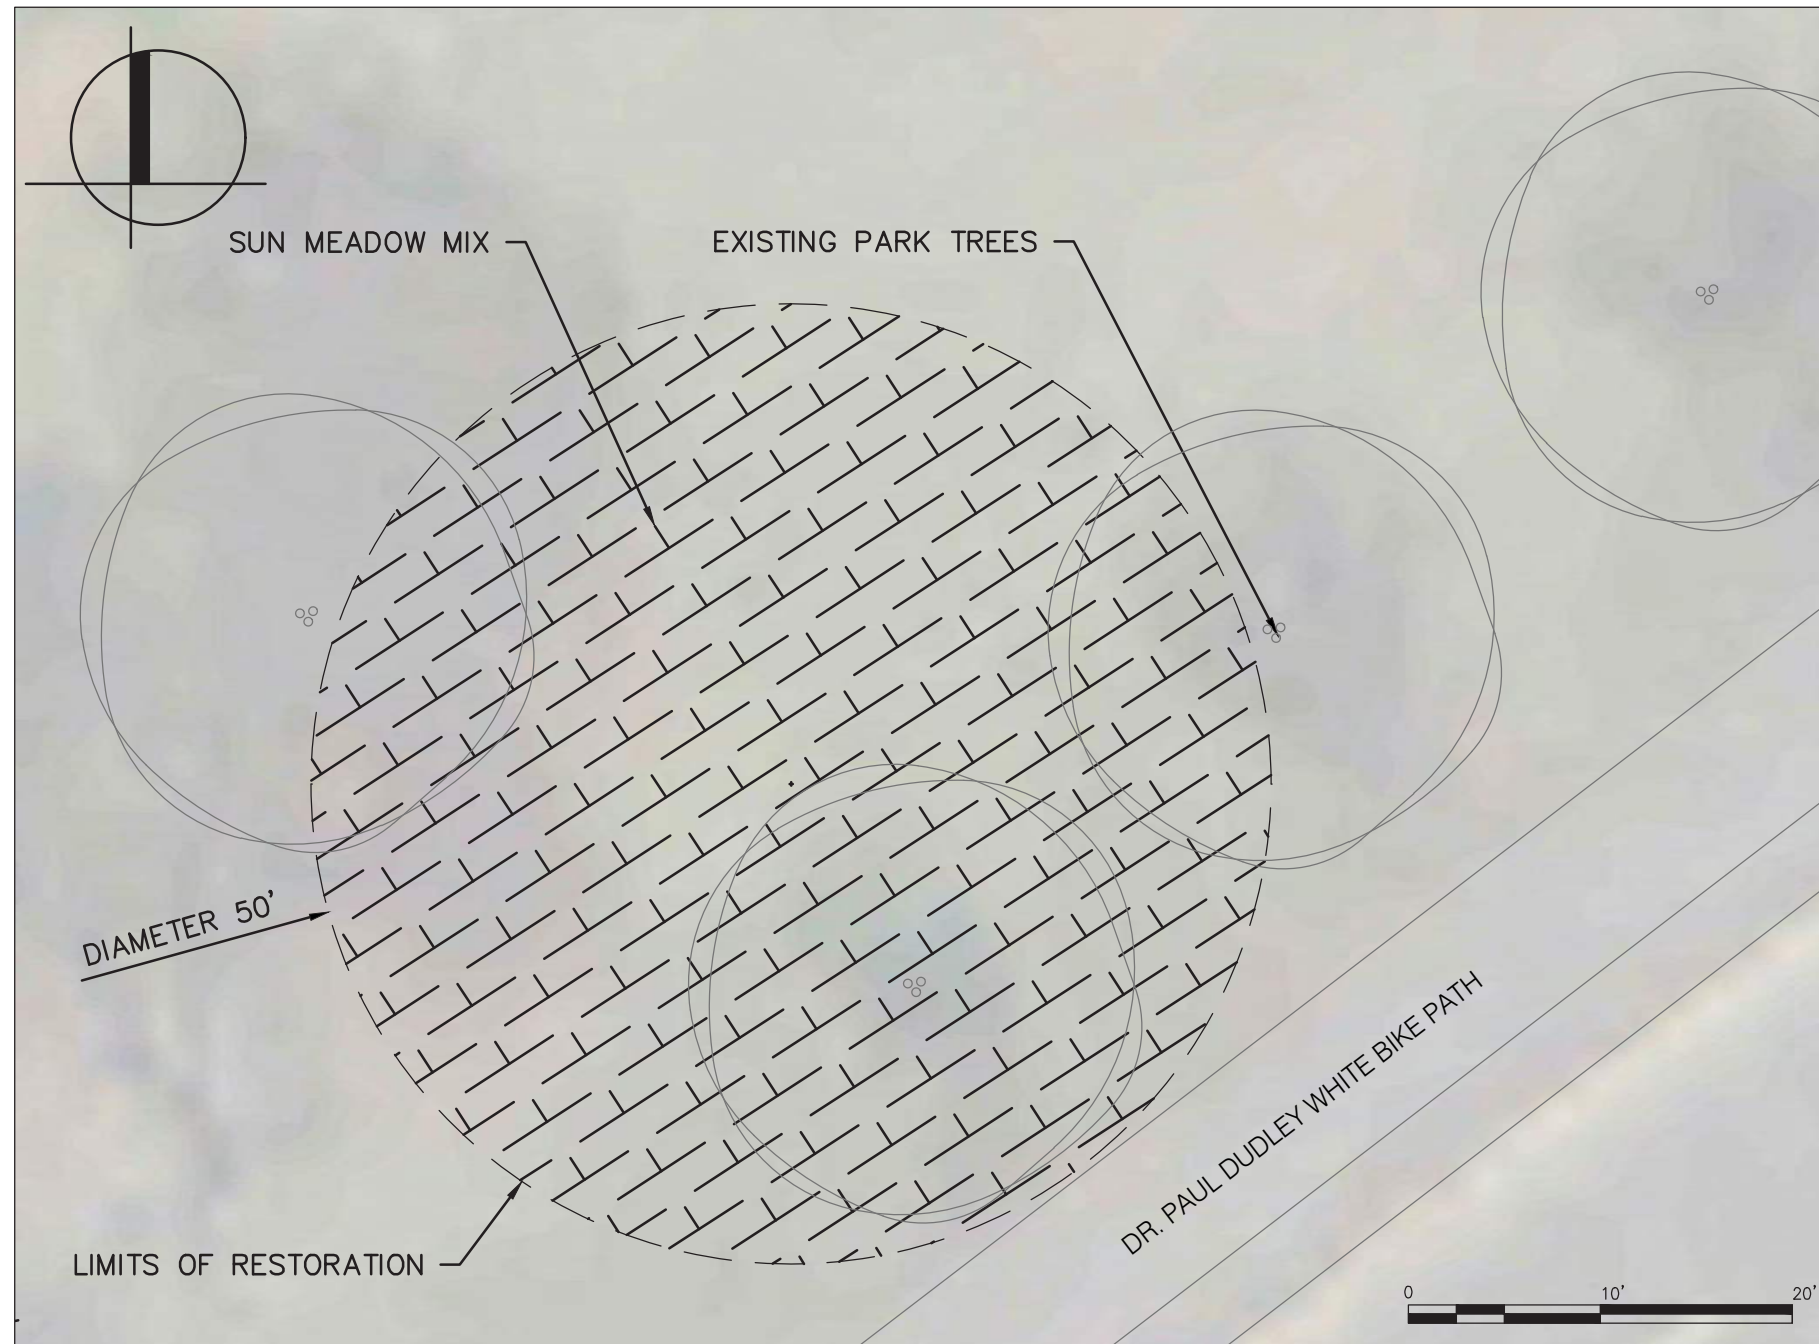 SUN MEADOW MIX
EXISTING PARK TREES
DIAMETER 50'
LIMITS OF RESTORATION
DR. PAUL DUDLEY WHITE BIKE PATH
0 10' 20'